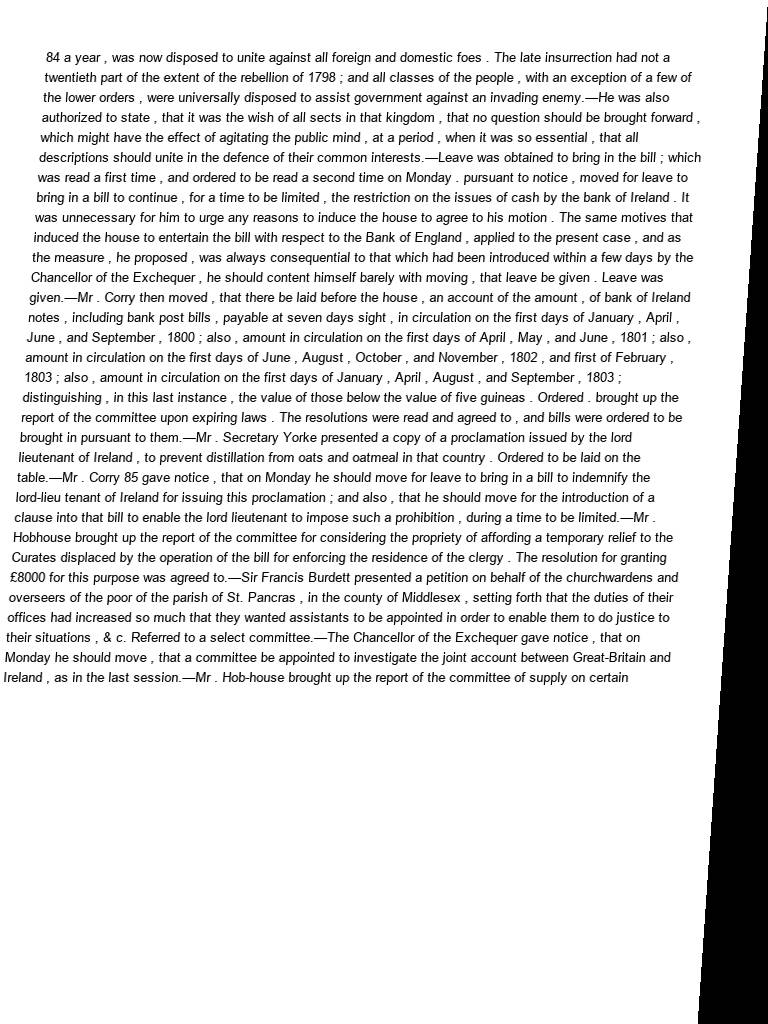 84 a year , was now disposed to unite against all foreign and domestic foes . The late insurrection had not a
twentieth part of the extent of the rebellion of 1798 ; and all classes of the people , with an exception of a few of
the lower orders , were universally disposed to assist government against an invading enemy.—He was also
authorized to state , that it was the wish of all sects in that kingdom , that no question should be brought forward ,
which might have the effect of agitating the public mind , at a period , when it was so essential , that all
descriptions should unite in the defence of their common interests.—Leave was obtained to bring in the bill ; which
was read a first time , and ordered to be read a second time on Monday . pursuant to notice , moved for leave to
bring in a bill to continue , for a time to be limited , the restriction on the issues of cash by the bank of Ireland . It
was unnecessary for him to urge any reasons to induce the house to agree to his motion . The same motives that
induced the house to entertain the bill with respect to the Bank of England , applied to the present case , and as
the measure , he proposed , was always consequential to that which had been introduced within a few days by the
Chancellor of the Exchequer , he should content himself barely with moving , that leave be given . Leave was
given.—Mr . Corry then moved , that there be laid before the house , an account of the amount , of bank of Ireland
notes , including bank post bills , payable at seven days sight , in circulation on the first days of January , April ,
June , and September , 1800 ; also , amount in circulation on the first days of April , May , and June , 1801 ; also ,
amount in circulation on the first days of June , August , October , and November , 1802 , and first of February ,
1803 ; also , amount in circulation on the first days of January , April , August , and September , 1803 ;
distinguishing , in this last instance , the value of those below the value of five guineas . Ordered . brought up the
report of the committee upon expiring laws . The resolutions were read and agreed to , and bills were ordered to be
brought in pursuant to them.—Mr . Secretary Yorke presented a copy of a proclamation issued by the lord
lieutenant of Ireland , to prevent distillation from oats and oatmeal in that country . Ordered to be laid on the
table.—Mr . Corry 85 gave notice , that on Monday he should move for leave to bring in a bill to indemnify the
lord-lieu tenant of Ireland for issuing this proclamation ; and also , that he should move for the introduction of a
clause into that bill to enable the lord lieutenant to impose such a prohibition , during a time to be limited.—Mr .
Hobhouse brought up the report of the committee for considering the propriety of affording a temporary relief to the
Curates displaced by the operation of the bill for enforcing the residence of the clergy . The resolution for granting
£8000 for this purpose was agreed to.—Sir Francis Burdett presented a petition on behalf of the churchwardens and
overseers of the poor of the parish of St. Pancras , in the county of Middlesex , setting forth that the duties of their
offices had increased so much that they wanted assistants to be appointed in order to enable them to do justice to
their situations , & c. Referred to a select committee.—The Chancellor of the Exchequer gave notice , that on
Monday he should move , that a committee be appointed to investigate the joint account between Great-Britain and
Ireland , as in the last session.—Mr . Hob-house brought up the report of the committee of supply on certain